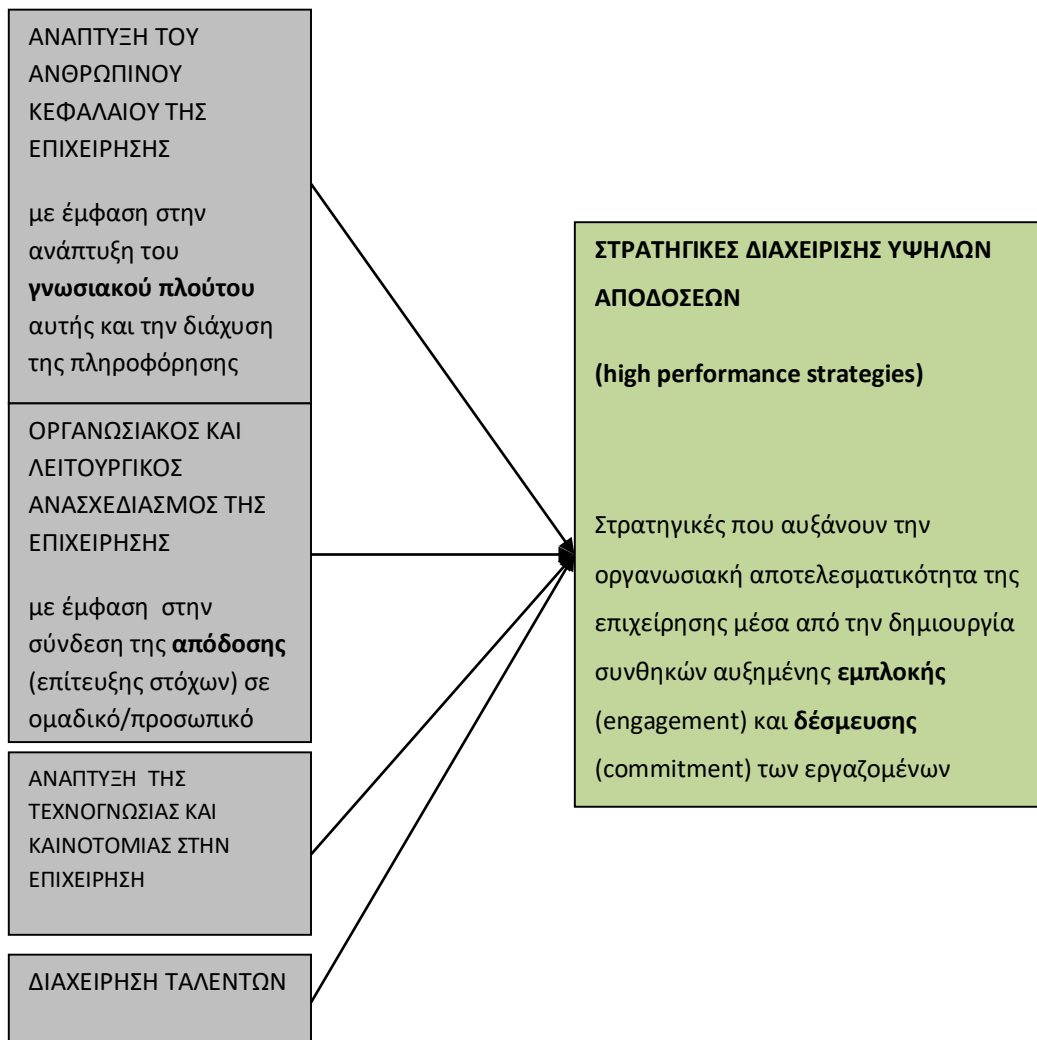 ΑΝΑΠΤΥΞΗ ΤΟΥ
ΑΝΘΡΩΠΙΝΟΥ
ΚΕΦΑΛΑΙΟΥ ΤΗΣ
ΕΠΙΧΕΙΡΗΣΗΣ
με έμφαση στην
ανάπτυξη του
γνωσιακού πλούτου
αυτής και την διάχυση
της πληροφόρησης
ΟΡΓΑΝΩΣΙΑΚΟΣ ΚΑΙ
ΛΕΙΤΟΥΡΓΙΚΟΣ
ΑΝΑΣΧΕΔΙΑΣΜΟΣ ΤΗΣ
ΕΠΙΧΕΙΡΗΣΗΣ
με έμφαση στην
σύνδεση της απόδοσης
(επίτευξης στόχων) σε
ομαδικό/προσωπικό
ΑΝΑΠΤΥΞΗ ΤΗΣ
ΤΕΧΝΟΓΝΩΣΙΑΣ ΚΑΙ
ΚΑΙΝΟΤΟΜΙΑΣ ΣΤΗΝ
ΕΠΙΧΕΙΡΗΣΗ
ΔΙΑΧΕΙΡΗΣΗ ΤΑΛΕΝΤΩΝ
ΣΤΡΑΤΗΓΙΚΕΣ ΔΙΑΧΕΙΡΙΣΗΣ ΥΨΗΛΩΝ
ΑΠΟΔΟΣΕΩΝ
(high performance strategies)
Στρατηγικές που αυξάνουν την
οργανωσιακή αποτελεσματικότητα της
επιχείρησης μέσα από την δημιουργία
συνθηκών αυξημένης εμπλοκής
(engagement) και δέσμευσης
(commitment) των εργαζομένων